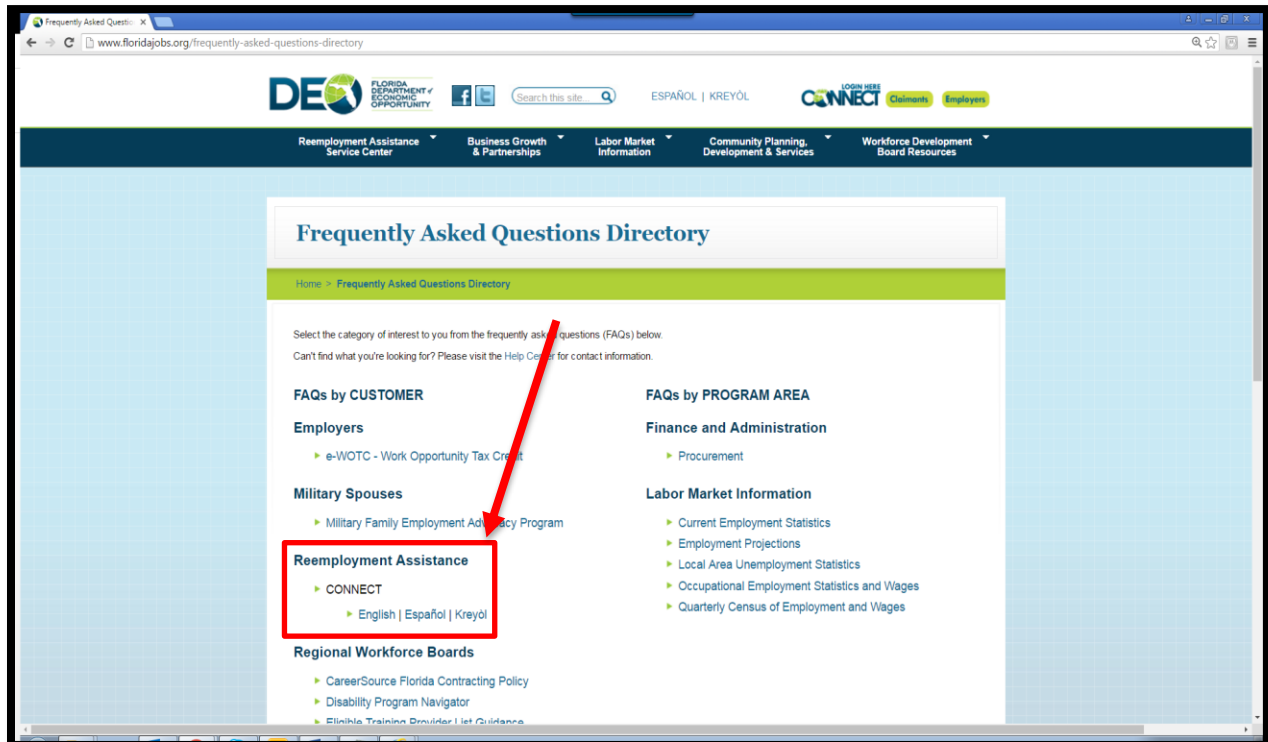 Frequently Asked Questio
www.floridajobs.org/frequently-asked-questions-directory
DEO FLORIDA DEPARTMENT of ECONOMIC OPPORTUNITY
Search this site...
ESPAÑOL | KREYÒL
LOGIN HERE
CONNECT Claimants Employers
Reemployment Assistance Service Center
Business Growth & Partnerships
Labor Market Information
Community Planning, Development & Services
Workforce Development Board Resources
Frequently Asked Questions Directory
Home > Frequently Asked Questions Directory
Select the category of interest to you from the frequently asked questions (FAQs) below.
Can't find what you're looking for? Please visit the Help Center for contact information.
FAQs by CUSTOMER
Employers
e-WOTC - Work Opportunity Tax Credit
Military Spouses
Military Family Employment Advocacy Program
Reemployment Assistance
CONNECT
English | Español | Kreyòl
Regional Workforce Boards
CareerSource Florida Contracting Policy
Disability Program Navigator
Eligible Training Provider List Guidance
FAQs by PROGRAM AREA
Finance and Administration
Procurement
Labor Market Information
Current Employment Statistics
Employment Projections
Local Area Unemployment Statistics
Occupational Employment Statistics and Wages
Quarterly Census of Employment and Wages